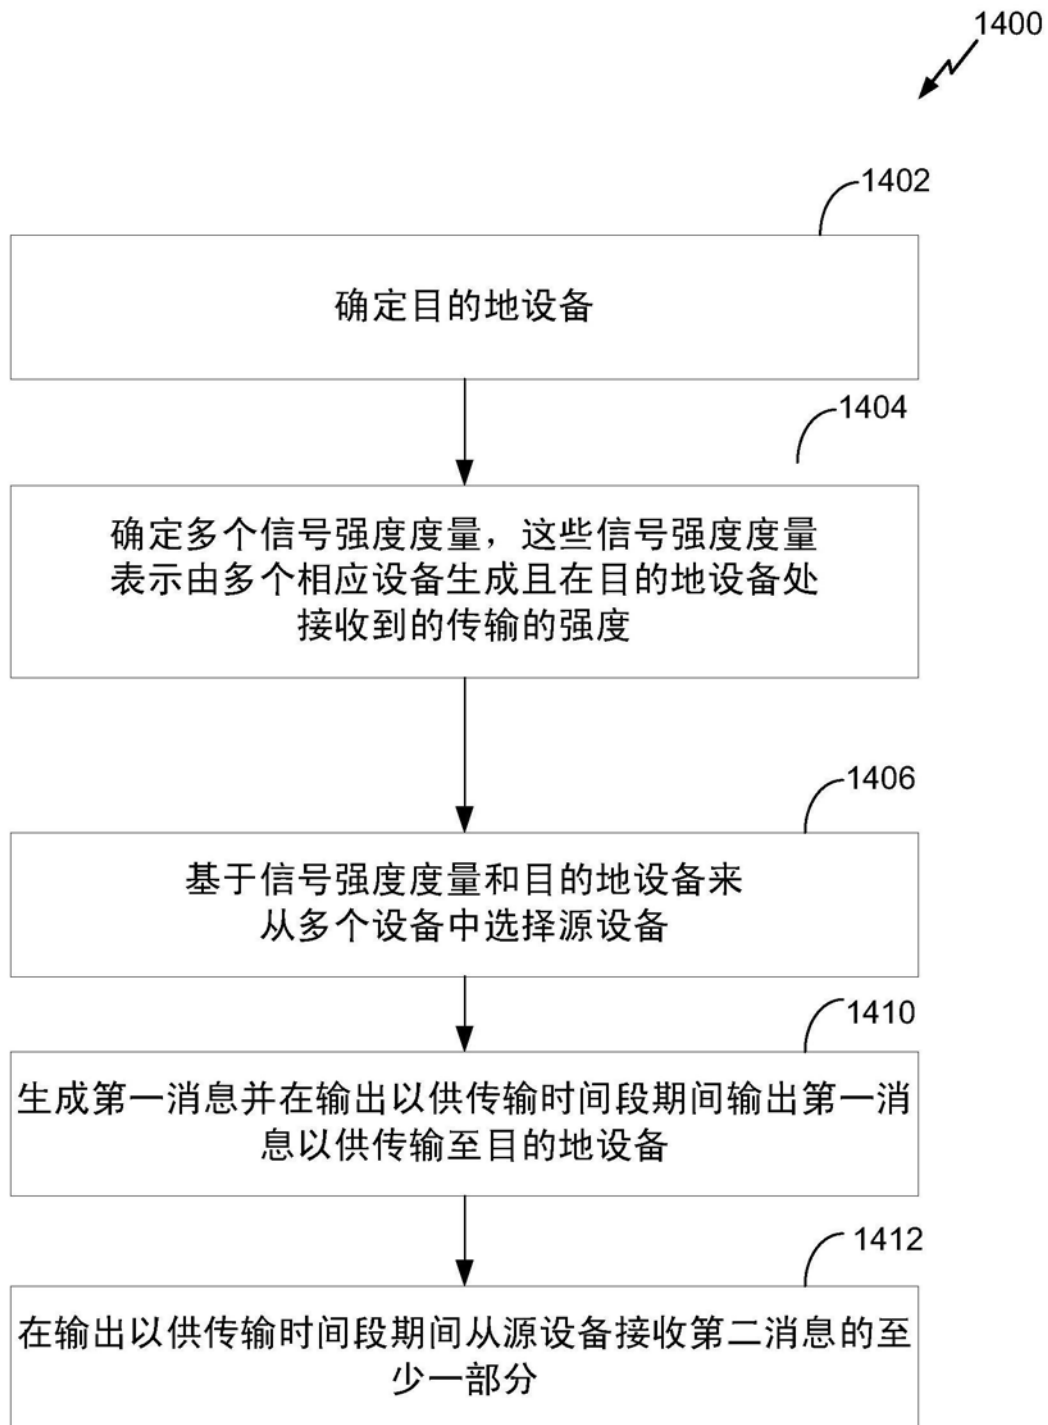 1400
1402
确定目的地设备
1404
确定多个信号强度度量，这些信号强度度量
表示由多个相应设备生成且在目的地设备处
接收到的传输的强度
1406
基于信号强度度量和目的地设备来
从多个设备中选择源设备
1410
生成第一消息并在输出以供传输时间段期间输出第一消
息以供传输至目的地设备
1412
在输出以供传输时间段期间从源设备接收第二消息的至
少一部分